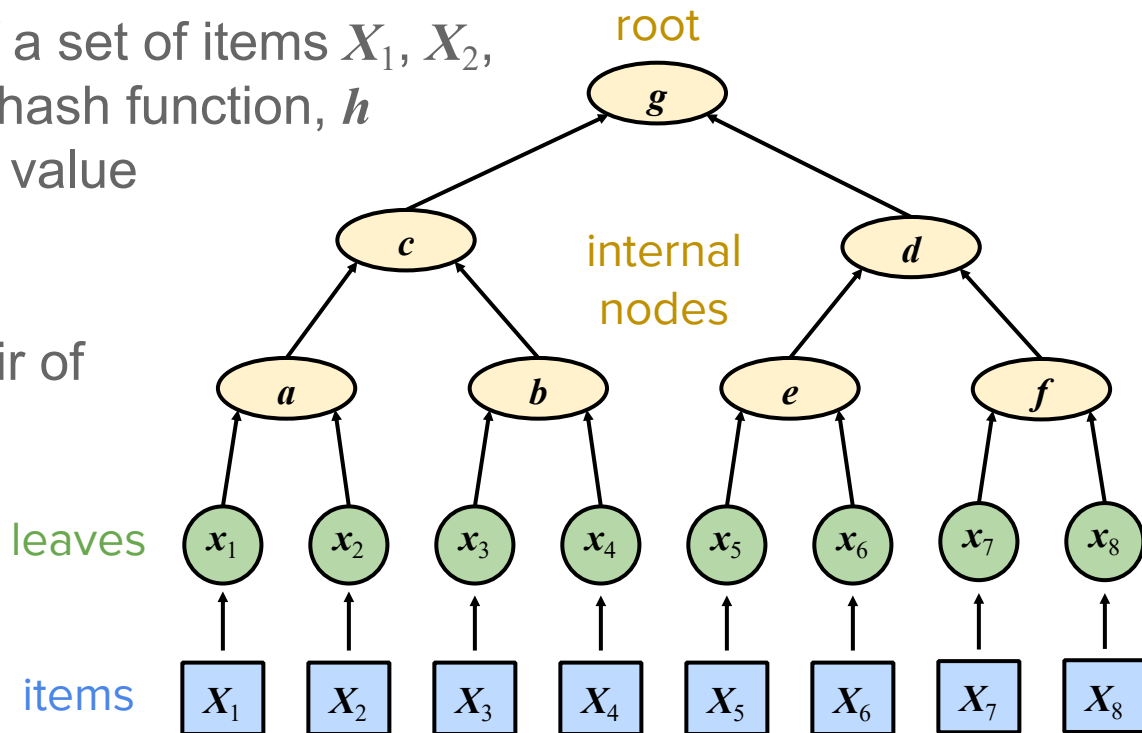 a set of items X₁, X₂,
hash function, h
value
root
g
c
internal
nodes
d
ir of
a
b
e
f
leaves
x₁ x₂ x₃ x₄ x₅ x₆ x₇ x₈
items
X₁ X₂ X₃ X₄ X₅ X₆ X₇ X₈